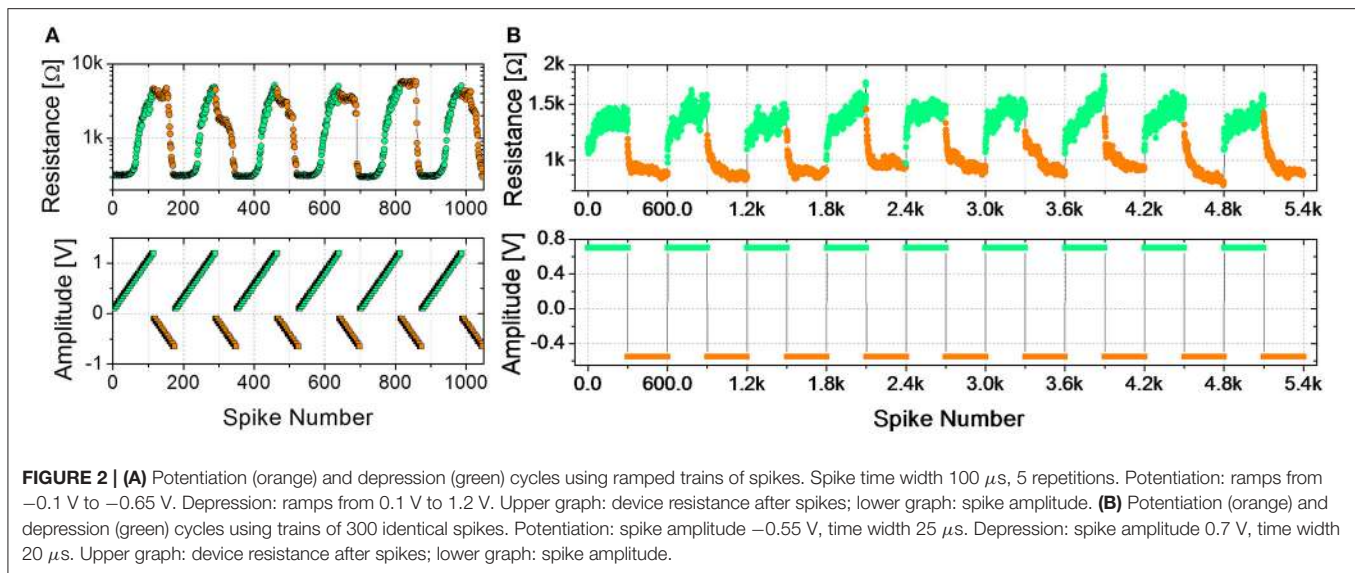 A
B
Resistance [Ω]
10k
1k
0 200 400 600 800 1000
Amplitude [V]
1
0
-1
0 200 400 600 800 1000
Spike Number
Resistance [Ω]
2k
1.5k
1k
0.0 600.0 1.2k 1.8k 2.4k 3.0k 3.6k 4.2k 4.8k 5.4k
Amplitude [V]
0.8
0.4
0.0
-0.4
0.0 600.0 1.2k 1.8k 2.4k 3.0k 3.6k 4.2k 4.8k 5.4k
Spike Number
FIGURE 2 | (A) Potentiation (orange) and depression (green) cycles using ramped trains of spikes. Spike time width 100 μs, 5 repetitions. Potentiation: ramps from
−0.1 V to −0.65 V. Depression: ramps from 0.1 V to 1.2 V. Upper graph: device resistance after spikes; lower graph: spike amplitude. (B) Potentiation (orange) and
depression (green) cycles using trains of 300 identical spikes. Potentiation: spike amplitude −0.55 V, time width 25 μs. Depression: spike amplitude 0.7 V, time width
20 μs. Upper graph: device resistance after spikes; lower graph: spike amplitude.